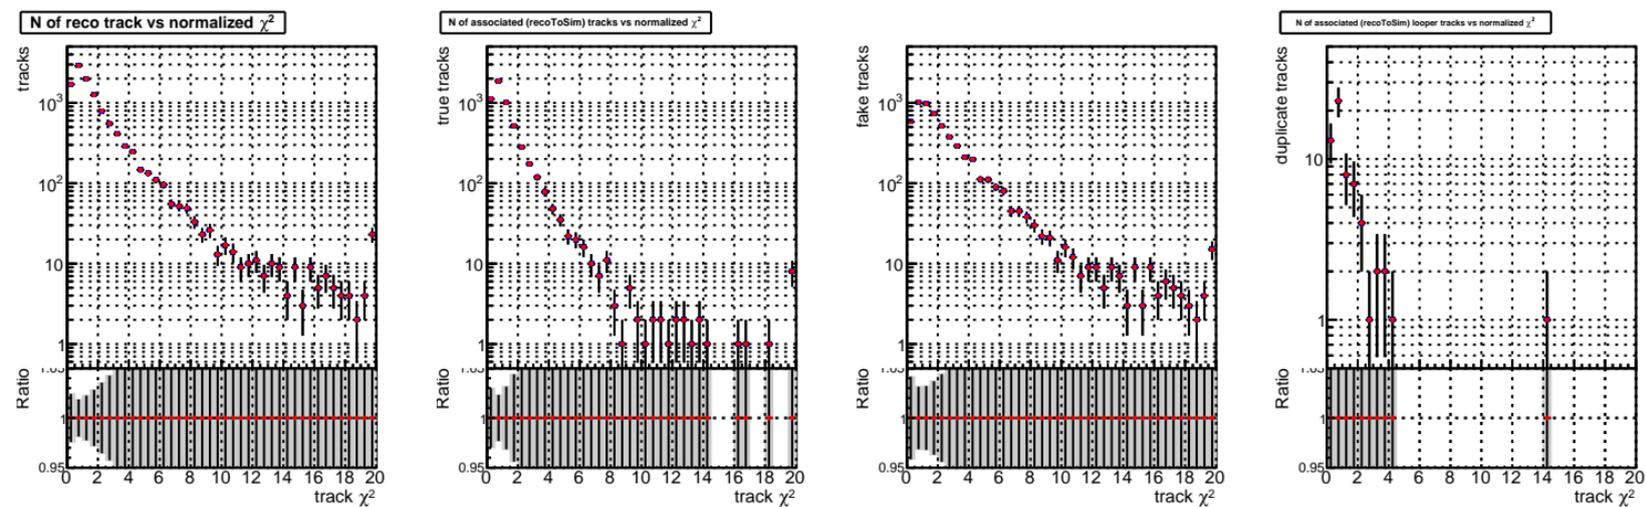 N of reco track vs normalized χ²
N of associated (recoToSim) tracks vs normalized χ²
N of associated (recoToSim) looper tracks vs normalized χ²
tracks
10³
10²
10
1
Ratio
1.05
1
0.95
0 2 4 6 8 10 12 14 16 18 20
track χ²
true tracks
10³
10²
10
1
Ratio
1.05
1
0.95
0 2 4 6 8 10 12 14 16 18 20
track χ²
fake tracks
10³
10²
10
1
Ratio
1.05
1
0.95
0 2 4 6 8 10 12 14 16 18 20
track χ²
duplicate tracks
10
1
Ratio
1.05
1
0.95
0 2 4 6 8 10 12 14 16 18 20
track χ²